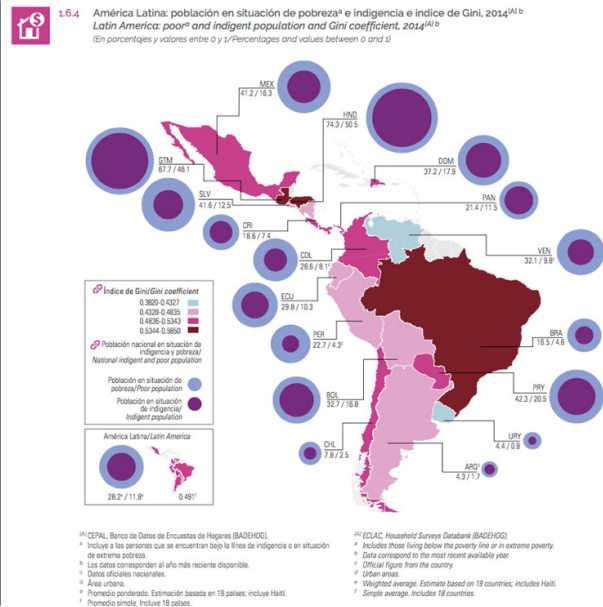 1.6.4 América Latina: población en situación de pobrezaª e indigencia e índice de Gini, 2014[A] b
Latin America: poorª and indigent population and Gini coefficient, 2014[A] b
(En porcentajes y valores entre 0 y 1/Percentages and values between 0 and 1)
MEX
41.2 / 16.3
HND
74.3 / 50.5
GTM
67.7 / 46.1
DOM
37.2 / 17.9
SLV
41.6 / 12.5
PAN
21.4 / 11.5
CRI
18.6 / 7.4
VEN
32.1 / 9.9ᶜ
COL
28.5 / 8.1ᶜ
ECU
29.8 / 10.3
PER
22.7 / 4.3ᶜ
BRA
16.5 / 4.6
BOL
32.7 / 16.8
PRY
42.3 / 20.5
CHL
7.8 / 2.5
URY
4.4 / 0.8
ARGᵈ
4.3 / 1.7
Índice de Gini/Gini coefficient
0.3820-0.4327
0.4328-0.4835
0.4836-0.5343
0.5344-0.5850
Población nacional en situación de
indigencia y pobreza/
National indigent and poor population
Población en situación de
pobreza/Poor population
Población en situación
de indigencia/
Indigent population
América Latina/Latin America
28.2ᵉ / 11.8ᵉ
0.491ᶠ
[A] CEPAL, Banco de Datos de Encuestas de Hogares (BADEHOG).
a Incluye a las personas que se encuentran bajo la línea de indigencia o en situación
de extrema pobreza.
b Los datos corresponden al año más reciente disponible.
c Datos oficiales nacionales.
d Área urbana.
e Promedio ponderado. Estimación basada en 19 países; incluye Haití.
f Promedio simple. Incluye 18 países.
[A] ECLAC, Household Surveys Databank (BADEHOG).
a Includes those living below the poverty line or in extreme poverty.
b Data correspond to the most recent available year.
c Official figure from the country.
d Urban areas.
e Weighted average. Estimate based on 19 countries; includes Haiti.
f Simple average. Includes 18 countries.